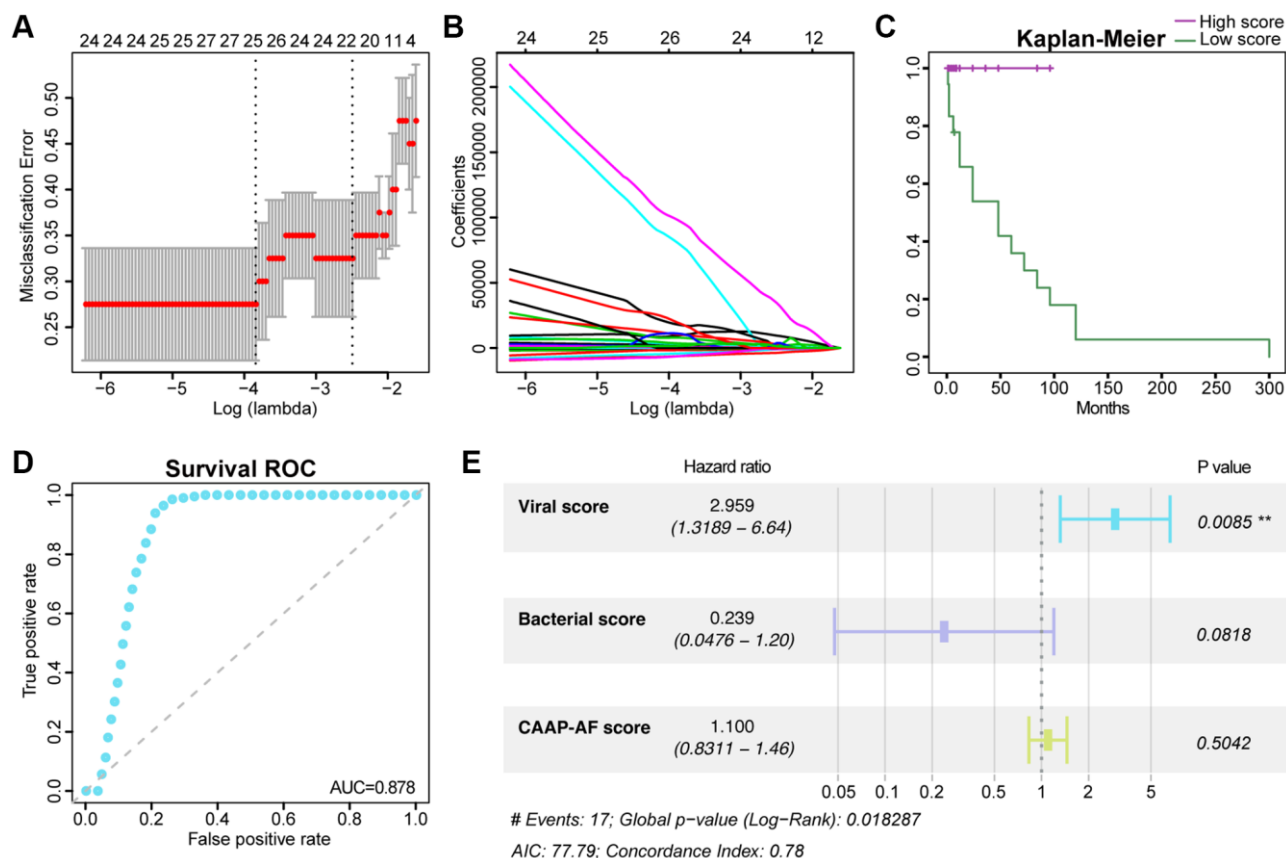 A
24 24 24 25 25 27 27 25 26 24 24 22 20 11 4
Misclassification Error
0.50
0.45
0.40
0.35
0.30
0.25
−6 −5 −4 −3 −2
Log (lambda)
B
24 25 26 24 12
Coefficients
200000
150000
100000
50000
0
−6 −5 −4 −3 −2
Log (lambda)
C
Kaplan-Meier
High score
Low score
1.0
0.8
0.6
0.4
0.2
0.0
0.0 50 100 150 200 250 300
Months
D
Survival ROC
True positive rate
1.0
0.8
0.6
0.4
0.2
0.0
AUC=0.878
0.0 0.2 0.4 0.6 0.8 1.0
False positive rate
E
Hazard ratio P value
Viral score 2.959 0.0085 **
(1.3189 − 6.64)
Bacterial score 0.239 0.0818
(0.0476 − 1.20)
CAAP-AF score 1.100 0.5042
(0.8311 − 1.46)
0.05 0.1 0.2 0.5 1 2 5
# Events: 17; Global p−value (Log−Rank): 0.018287
AIC: 77.79; Concordance Index: 0.78